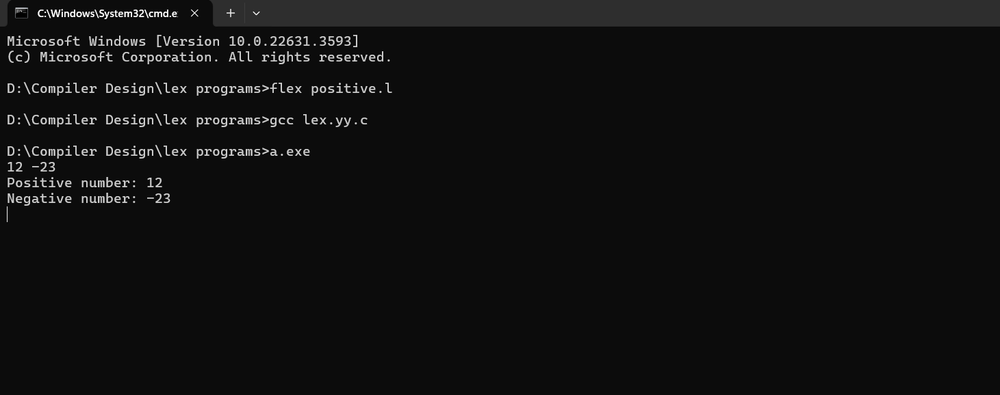 C:\Windows\System32\cmd.e
Microsoft Windows [Version 10.0.22631.3593]
(c) Microsoft Corporation. All rights reserved.
D:\Compiler Design\lex programs>flex positive.l
D:\Compiler Design\lex programs>gcc lex.yy.c
D:\Compiler Design\lex programs>a.exe
12 -23
Positive number: 12
Negative number: -23